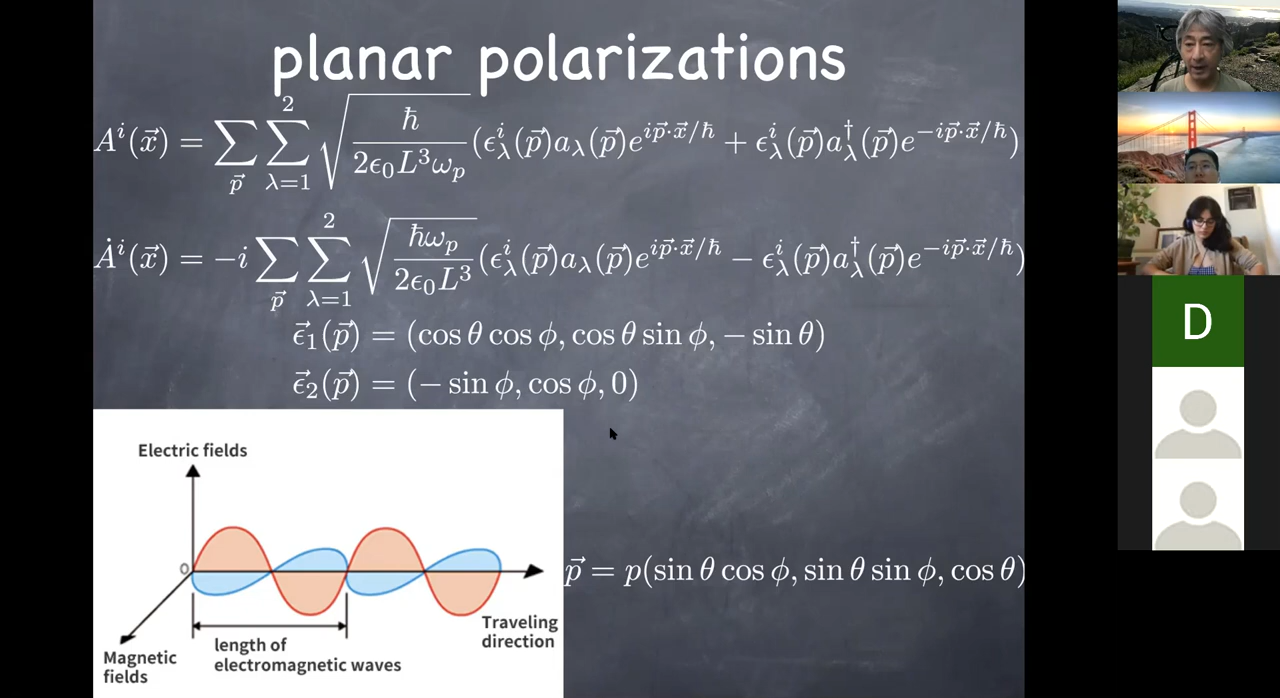 planar polarizations
$A^i(\vec{x}) = \sum_{\vec{p}} \sum_{\lambda=1}^{2} \sqrt{\frac{\hbar}{2\epsilon_0 L^3 \omega_p}} (\epsilon^i_\lambda(\vec{p}) a_\lambda(\vec{p}) e^{i\vec{p}\cdot\vec{x}/\hbar} + \epsilon^i_\lambda(\vec{p}) a^\dagger_\lambda(\vec{p}) e^{-i\vec{p}\cdot\vec{x}/\hbar})$
$\dot{A}^i(\vec{x}) = -i \sum_{\vec{p}} \sum_{\lambda=1}^{2} \sqrt{\frac{\hbar\omega_p}{2\epsilon_0 L^3}} (\epsilon^i_\lambda(\vec{p}) a_\lambda(\vec{p}) e^{i\vec{p}\cdot\vec{x}/\hbar} - \epsilon^i_\lambda(\vec{p}) a^\dagger_\lambda(\vec{p}) e^{-i\vec{p}\cdot\vec{x}/\hbar})$
$\vec{\epsilon}_1(\vec{p}) = (\cos\theta\cos\phi, \cos\theta\sin\phi, -\sin\theta)$
$\vec{\epsilon}_2(\vec{p}) = (-\sin\phi, \cos\phi, 0)$
Electric fields
0
Traveling
direction
length of
electromagnetic waves
Magnetic
fields
$\vec{p} = p(\sin\theta\cos\phi, \sin\theta\sin\phi, \cos\theta)$
D